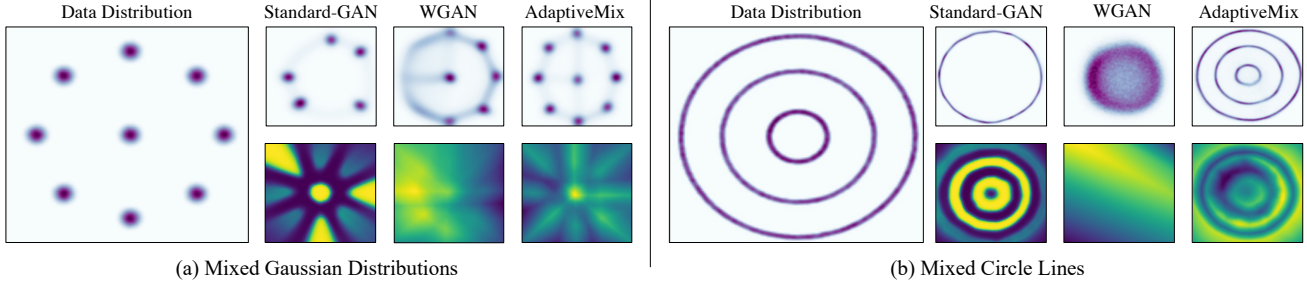 Data Distribution Standard-GAN WGAN AdaptiveMix
(a) Mixed Gaussian Distributions
Data Distribution Standard-GAN WGAN AdaptiveMix
(b) Mixed Circle Lines